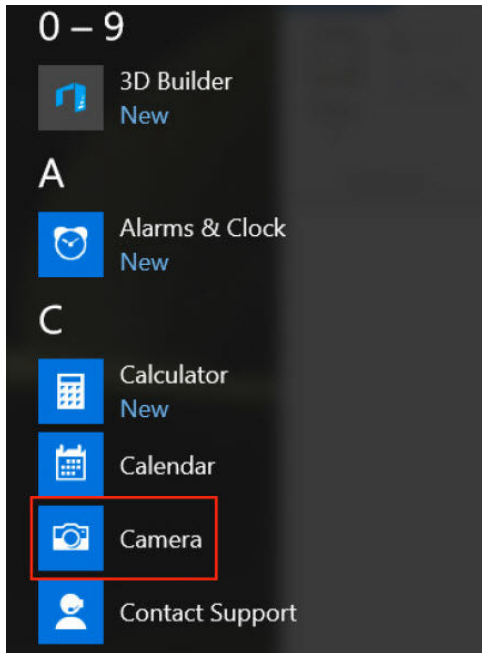 0 – 9
3D Builder
New
A
Alarms & Clock
New
C
Calculator
New
Calendar
Camera
Contact Support